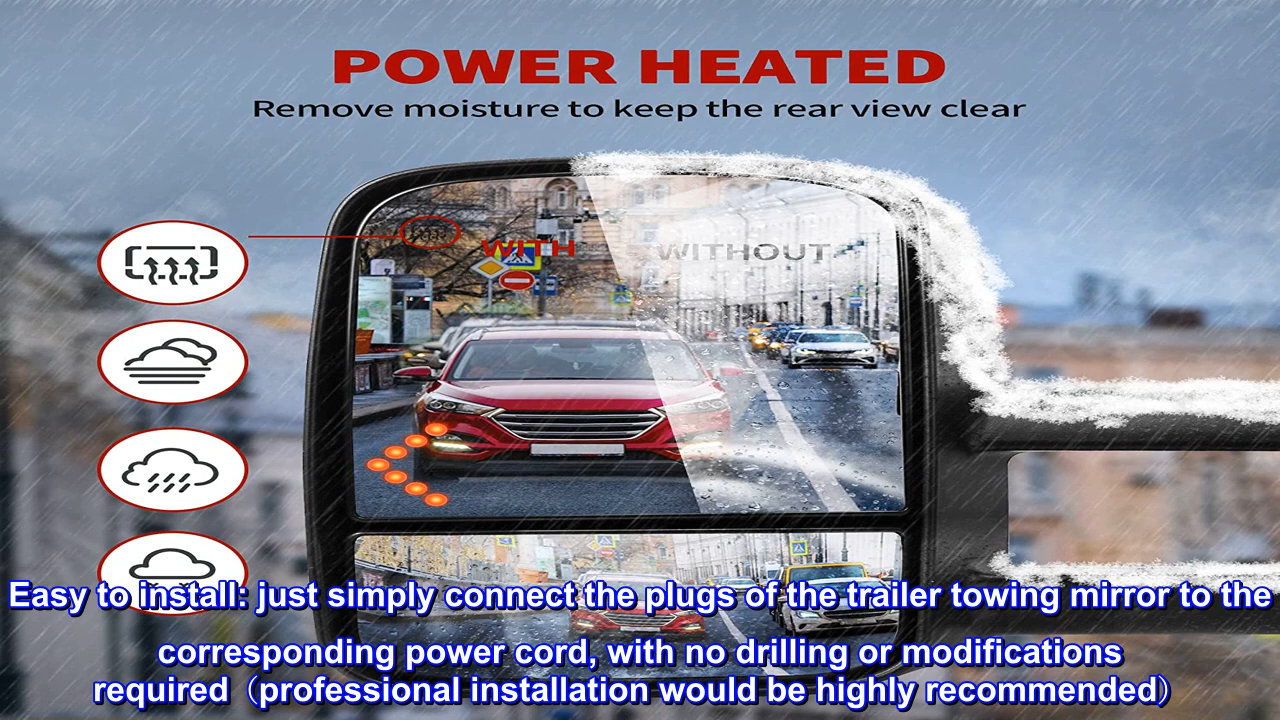 POWER HEATED
Remove moisture to keep the rear view clear
WITH
WITHOUT
Easy to install: just simply connect the plugs of the trailer towing mirror to the
corresponding power cord, with no drilling or modifications
required（professional installation would be highly recommended）